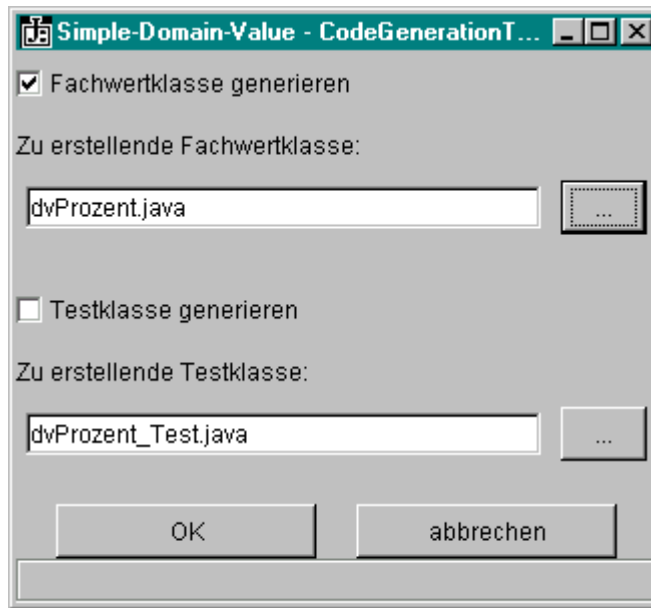 Simple-Domain-Value - CodeGenerationT...
Fachwertklasse generieren
Zu erstellende Fachwertklasse:
dvProzent.java
...
Testklasse generieren
Zu erstellende Testklasse:
dvProzent_Test.java
...
OK
abbrechen